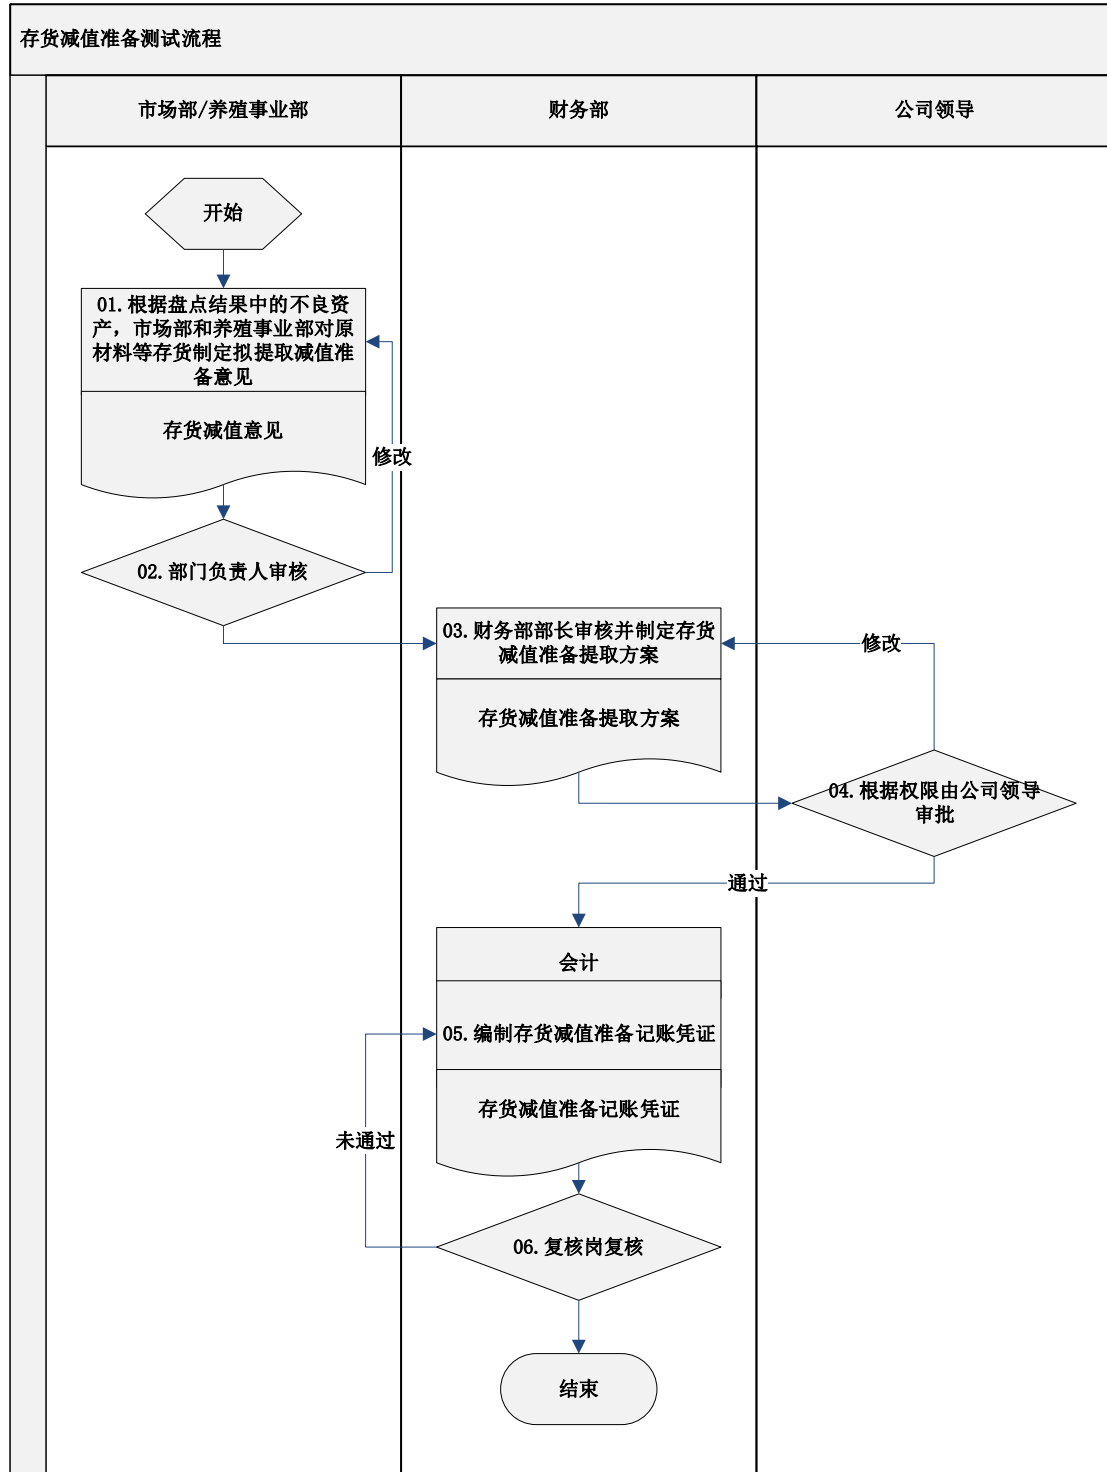 存货减值准备测试流程
市场部/养殖事业部
财务部
公司领导
开始
01.根据盘点结果中的不良资
产，市场部和养殖事业部对原
材料等存货制定拟提取减值准
备意见
存货减值意见
修改
02.部门负责人审核
03.财务部部长审核并制定存货
减值准备提取方案
修改
存货减值准备提取方案
04.根据权限由公司领导
审批
通过
会计
05.编制存货减值准备记账凭证
存货减值准备记账凭证
未通过
06.复核岗复核
结束